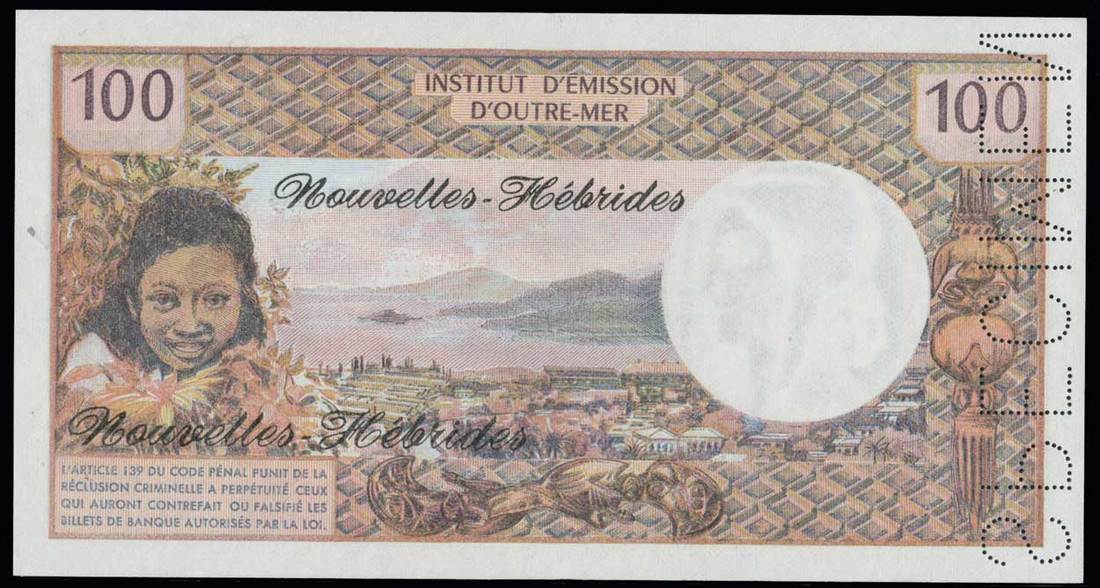 100
INSTITUT D'ÉMISSION
D'OUTRE-MER
100
Nouvelles-Hébrides
Nouvelles-Hébrides
L'ARTICLE 139 DU CODE PÉNAL PUNIT DE LA
RÉCLUSION CRIMINELLE A PERPÉTUITÉ CEUX
QUI AURONT CONTREFAIT OU FALSIFIÉ LES
BILLETS DE BANQUE AUTORISÉS PAR LA LOI.
SPECIMEN